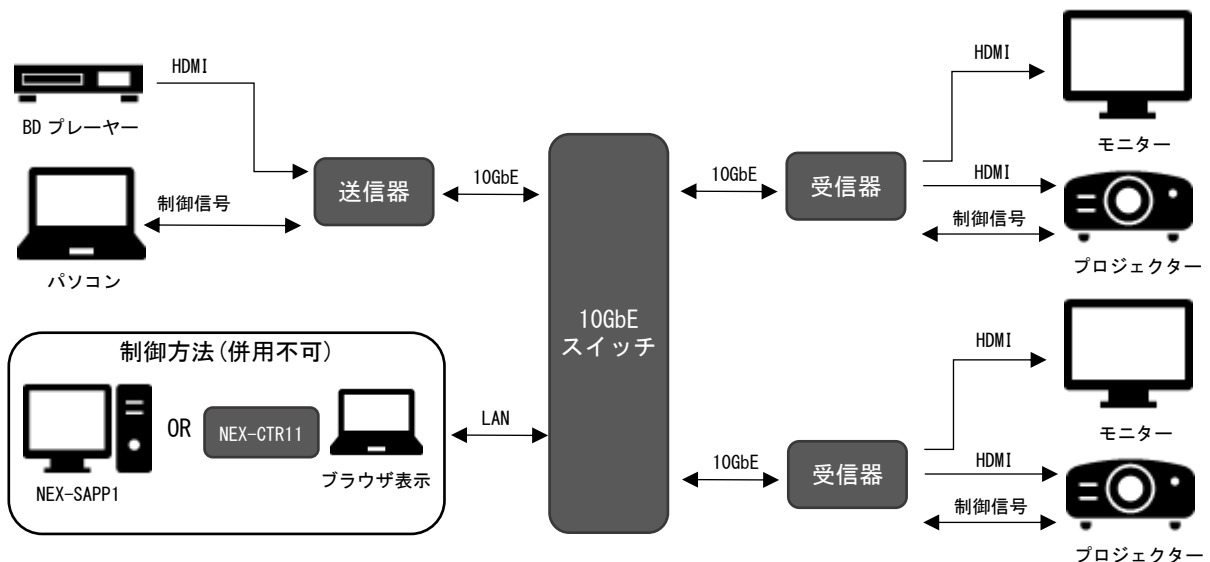 HDMI
BD プレーヤー
制御信号
パソコン
送信器
10GbE
10GbE
スイッチ
10GbE
受信器
HDMI
モニター
HDMI
制御信号
プロジェクター
制御方法(併用不可)
NEX-SAPP1
OR
NEX-CTR11
ブラウザ表示
LAN
10GbE
受信器
HDMI
モニター
HDMI
制御信号
プロジェクター